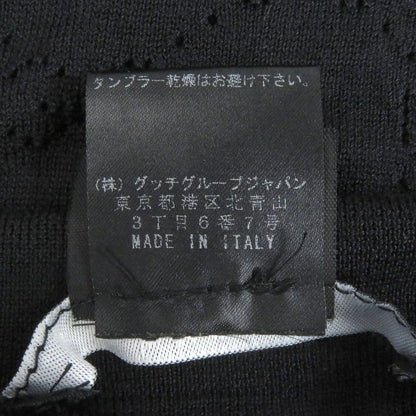 タンブラー乾燥はお避け下さい。
(株) グッチグループジャパン
東京都港区北青山
3丁目6番7号
MADE IN ITALY